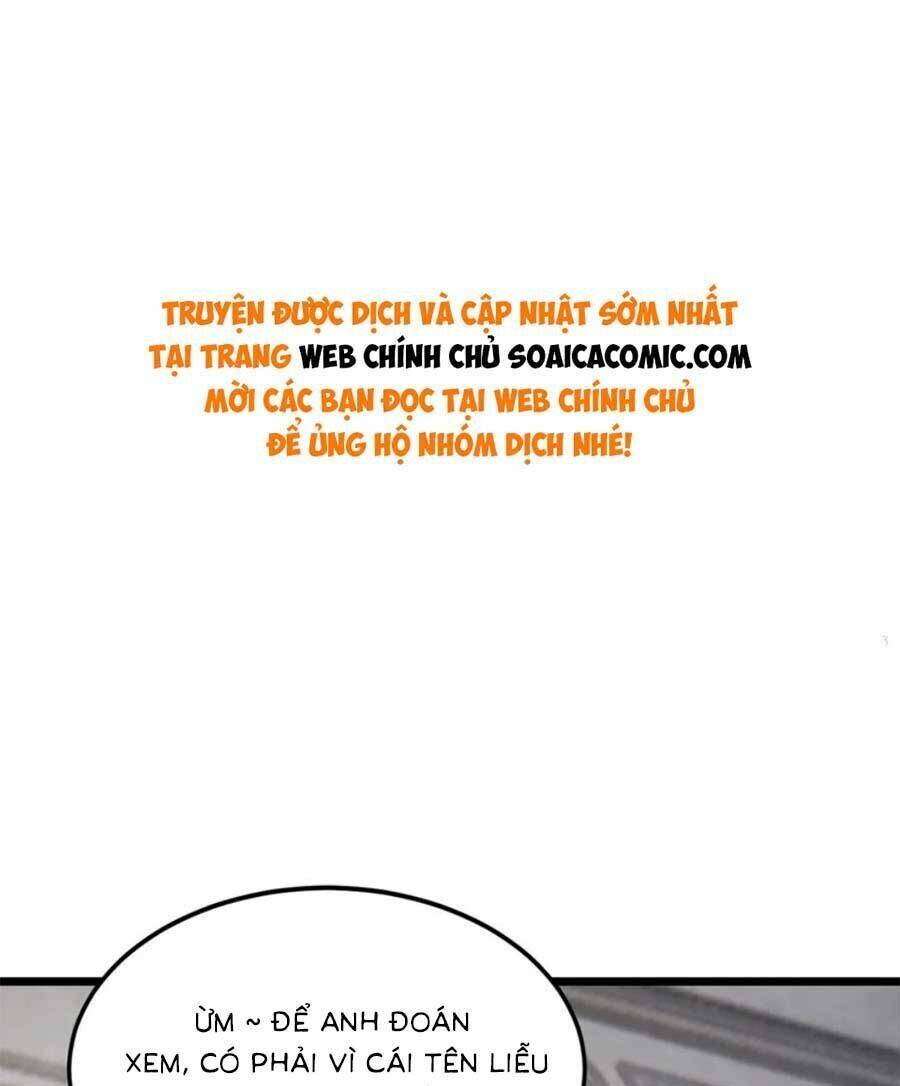 TRUYỆN ĐƯỢC DỊCH VÀ CẬP NHẬT SỚM NHẤT
TẠI TRANG WEB CHÍNH CHỦ SOAICACOMIC.COM
MỜI CÁC BẠN ĐỌC TẠI WEB CHÍNH CHỦ
ĐỂ ỦNG HỘ NHÓM DỊCH NHÉ!
3
ỪM ~ ĐỂ ANH ĐOÁN
XEM, CÓ PHẢI VÌ CÁI TÊN LIỄU